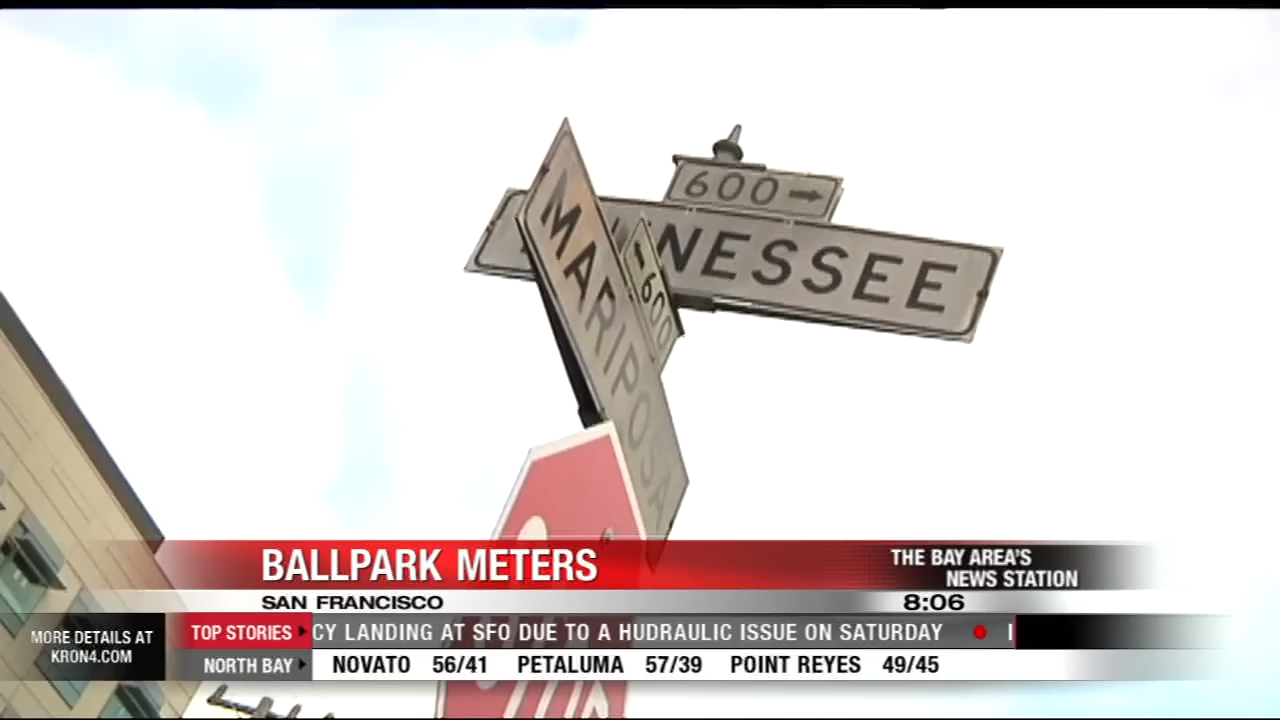 600 →
NESSEE
MARIPOSA
600
BALLPARK METERS
THE BAY AREA'S
NEWS STATION
SAN FRANCISCO
8:06
MORE DETAILS AT
KRON4.COM
TOP STORIES
CY LANDING AT SFO DUE TO A HUDRAULIC ISSUE ON SATURDAY
NORTH BAY
NOVATO 56/41 PETALUMA 57/39 POINT REYES 49/45